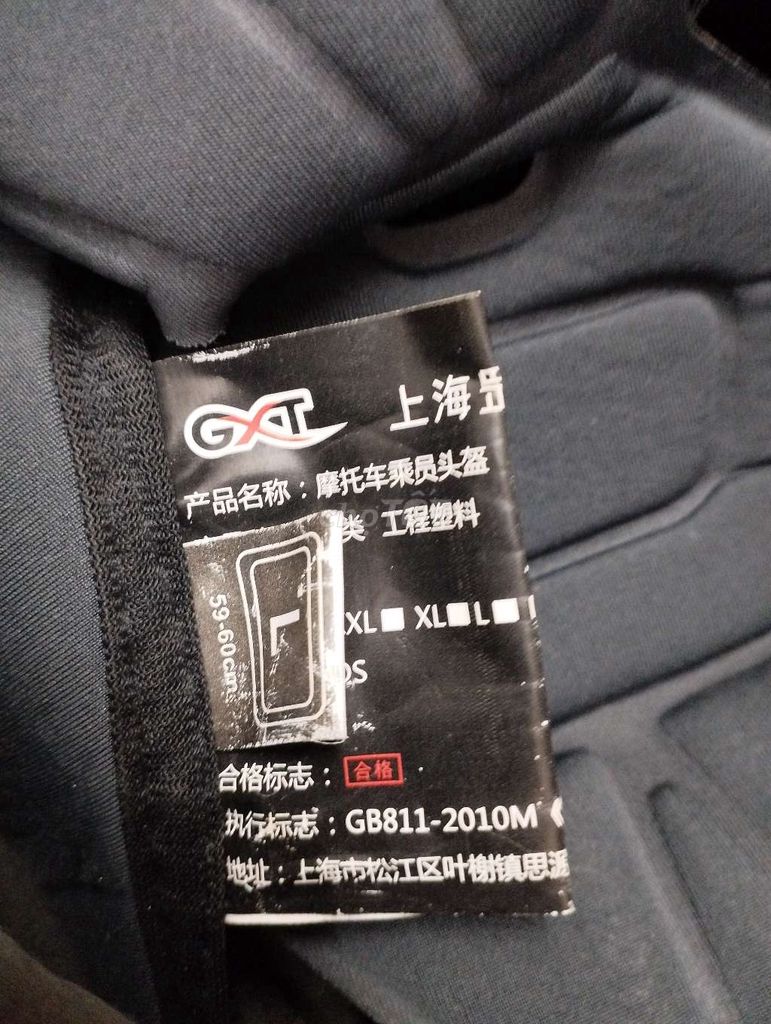 GXT 上海
产品名称：摩托车乘员头盔
类 工程塑料
L
59-60cm
XL XL L
合格标志：合格
执行标志：GB811-2010M《
地址：上海市松江区叶榭镇思派